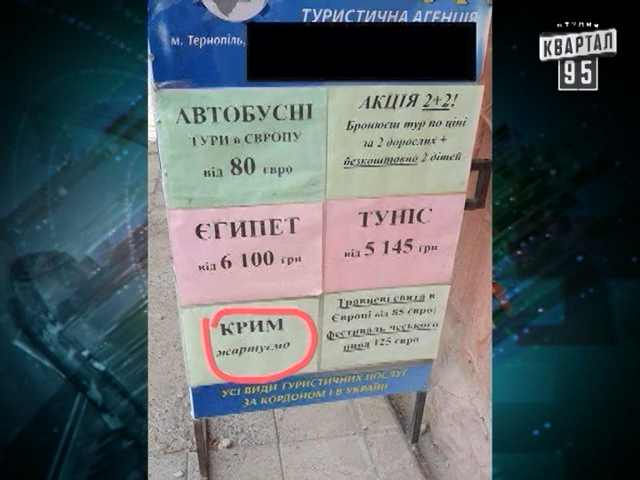 ТУРИСТИЧНА АГЕНЦІЯ
м. Тернопіль,
СТУДИЯ
КВАРТАЛ
95
АВТОБУСНІ
ТУРИ в ЄВРОПУ
від 80 євро
АКЦІЯ 2+2!
Бронюєш тур по ціні
за 2 дорослих +
безкоштовно 2 дітей
ЄГИПЕТ
від 6 100 грн
ТУНІС
від 5 145 грн
КРИМ
жартуємо
Травневі свята в
Європі від 85 євро;
фестиваль чеського
пива 125 євро
УСІ ВИДИ ТУРИСТИЧНИХ ПОСЛУГ
ЗА КОРДОНОМ І В УКРАЇНІ